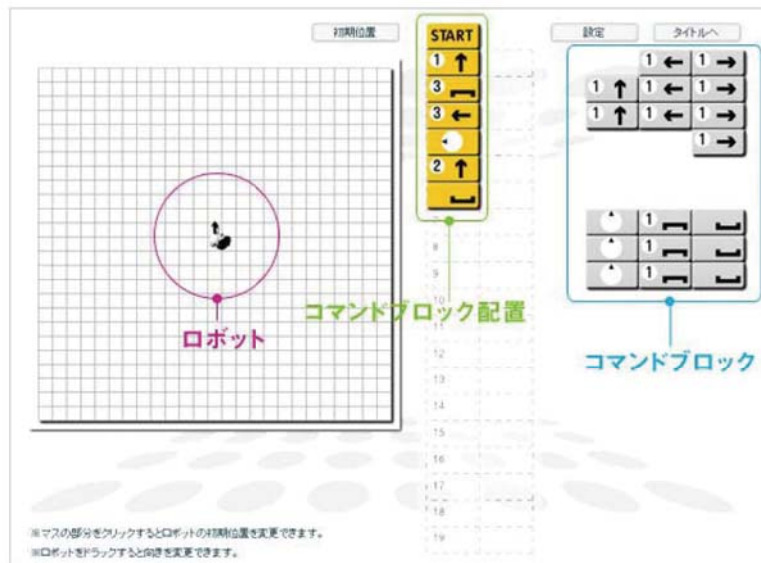 初期位置
START
1 ↑
3
3 ←
2 ↑
設定
タイトルへ
1 ← 1 →
1 ↑ 1 ← 1 →
1 ↑ 1 ← 1 →
1 →
1
1
1
ロボット
コマンドブロック配置
コマンドブロック
7
8
9
10
11
12
13
14
15
16
17
18
19
※マスの部分をクリックするとロボットの初期位置を変更できます。
※ロボットをドラックすると向きを変更できます。